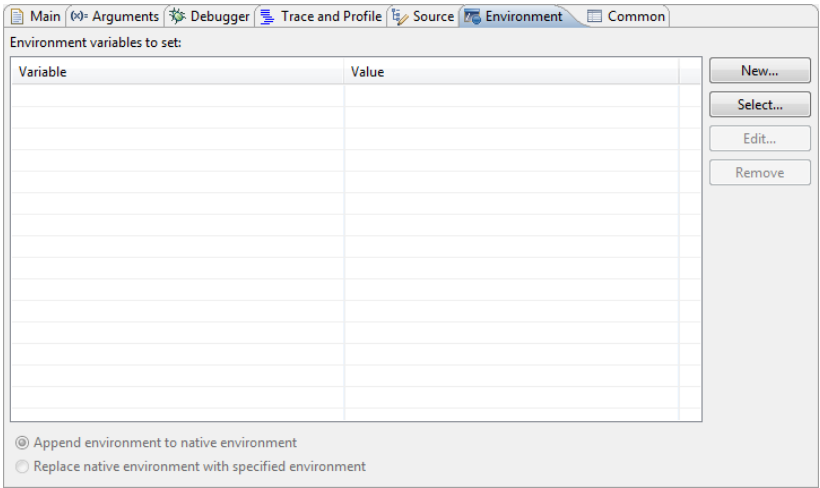 Main (x)= Arguments Debugger Trace and Profile Source Environment Common
Environment variables to set:
Variable Value
New...
Select...
Edit...
Remove
Append environment to native environment
Replace native environment with specified environment